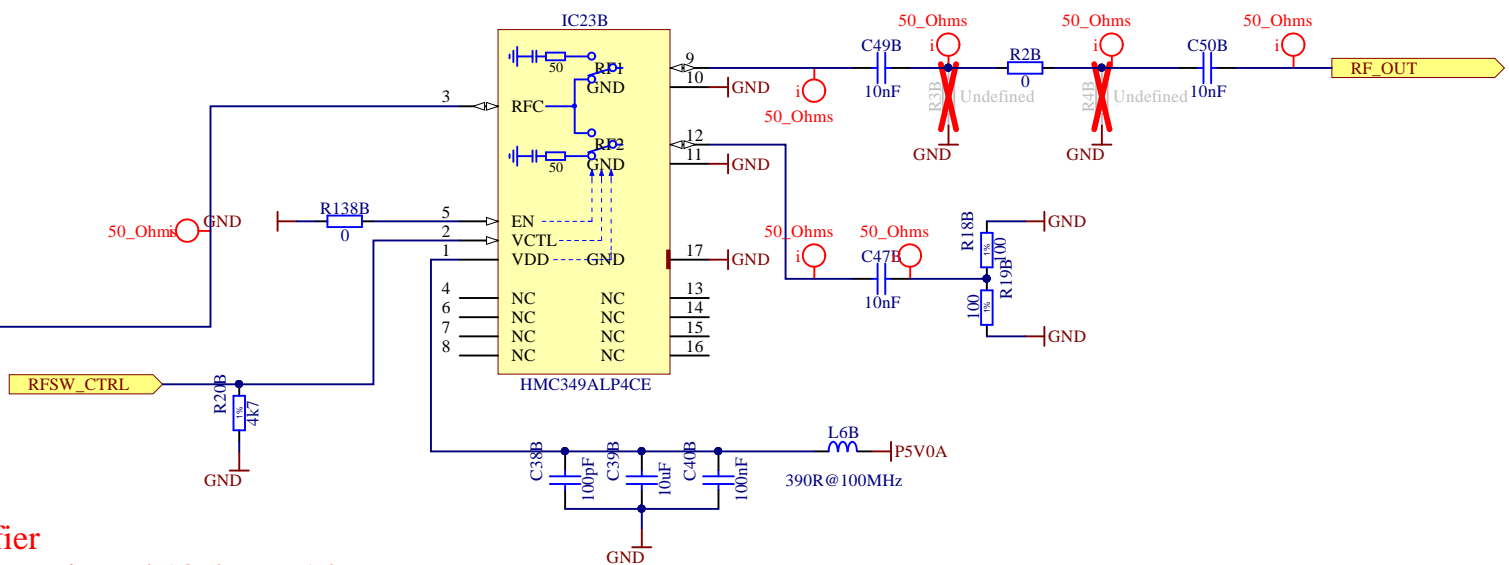 IC23B
50_Ohms
50_Ohms
50_Ohms
C49B
R2B
C50B
50
RF1
9
10nF
0
10nF
RF_OUT
GND
10
GND
R3B
Undefined
R4B
Undefined
3
RFC
50_Ohms
RF2
12
GND
GND
50
GND
11
GND
GND
R138B
5
EN
R18B
GND
50_Ohms
0
2
VCTL
50_Ohms
50_Ohms
100
1
VDD
GND
17
GND
C47B
R19B
10nF
100
1%
1%
4
NC
NC
13
6
NC
NC
14
7
NC
NC
15
GND
8
NC
NC
16
RFSW_CTRL
HMC349ALP4CE
R20B
1%
4k7
GND
L6B
C38B
C39B
C40B
P5V0A
100pF
10uF
100nF
390R@100MHz
GND
fier